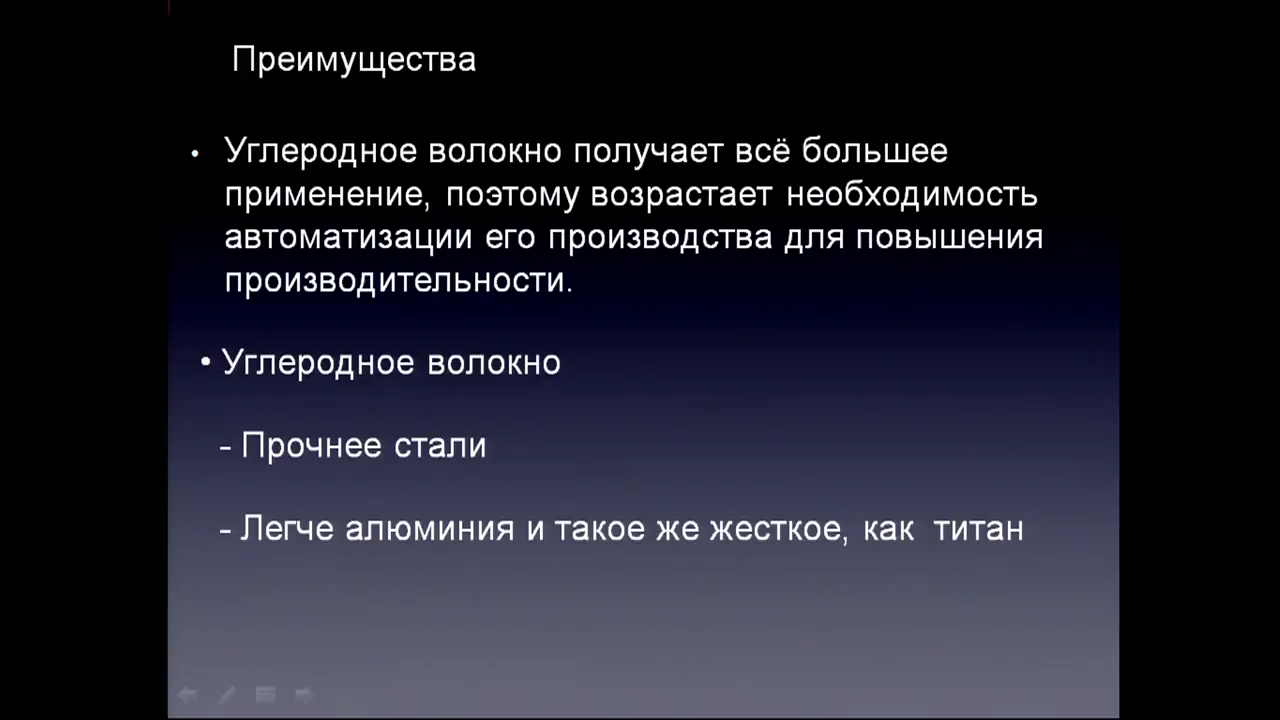 Преимущества
• Углеродное волокно получает всё большее
применение, поэтому возрастает необходимость
автоматизации его производства для повышения
производительности.
• Углеродное волокно
- Прочнее стали
- Легче алюминия и такое же жесткое, как титан